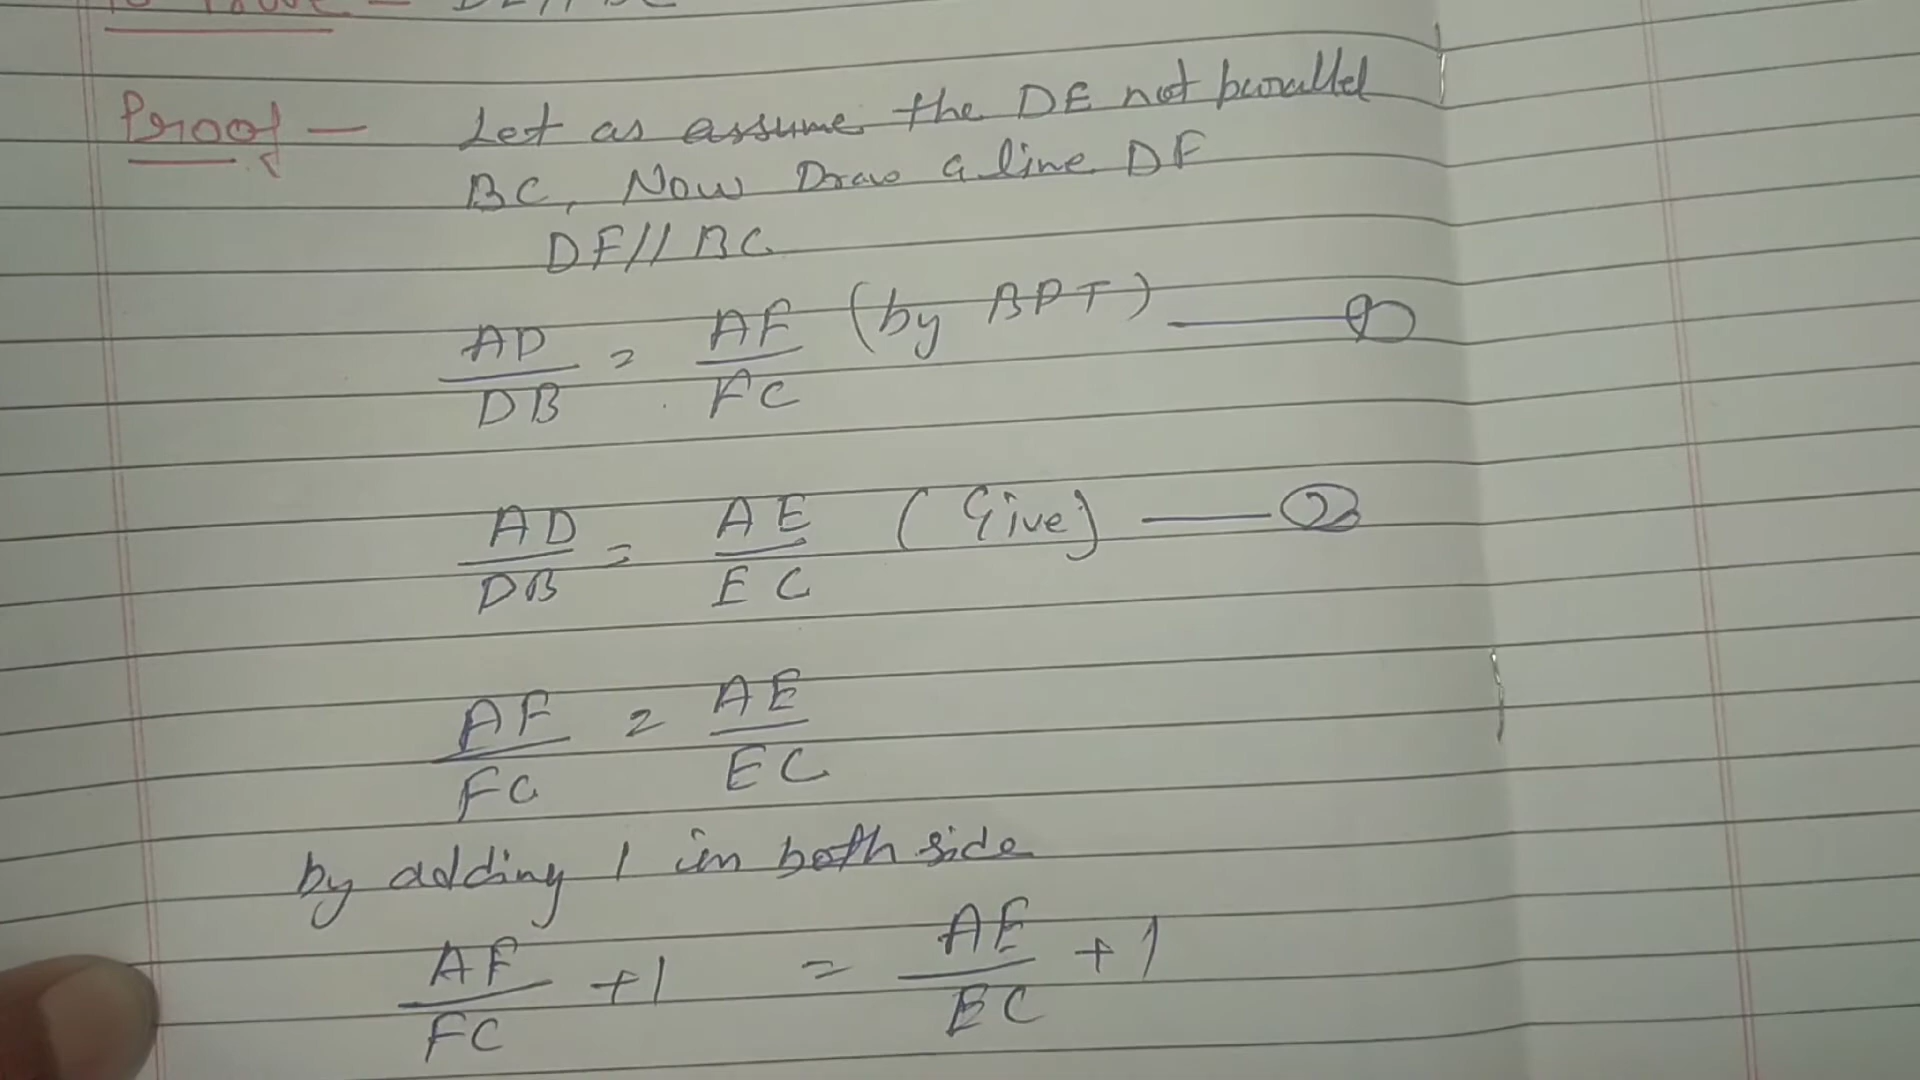 DE // BC
Proof - Let as assume the DE not parallel
BC, Now Draw a line DF
DF // BC
AD/DB = AF/FC (by BPT) — ①
AD/DB = AE/EC (Give) — ②
AF/FC = AE/EC
by adding 1 in both side
AF/FC +1 = AE/EC +1